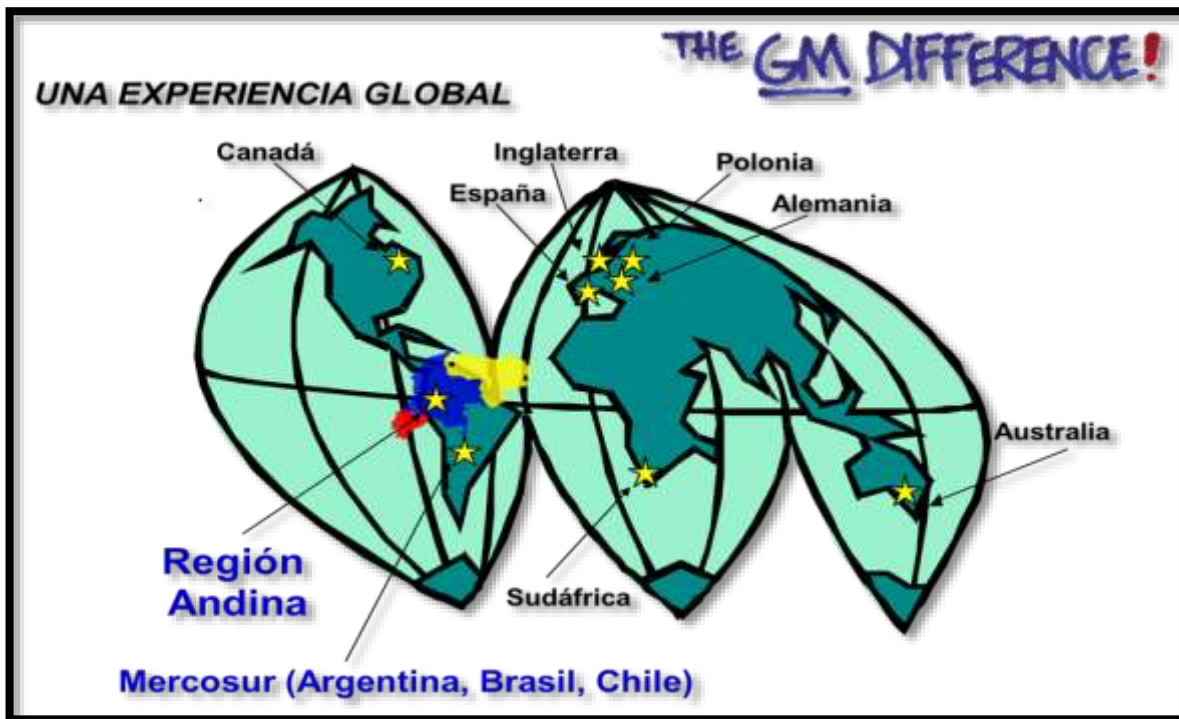 THE GM DIFFERENCE!
UNA EXPERIENCIA GLOBAL
Canadá
Inglaterra
Polonia
España
Alemania
Australia
Región
Andina
Sudáfrica
Mercosur (Argentina, Brasil, Chile)